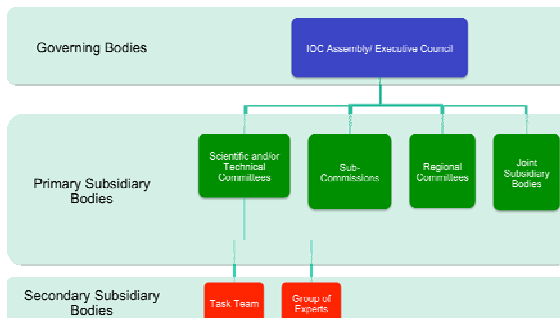 Governing Bodies
IOC Assembly/ Executive Council
Primary Subsidiary
Bodies
Scientific and/or
Technical
Committees
Sub-
Commissions
Regional
Committees
Joint
Subsidiary
Bodies
Secondary Subsidiary
Bodies
Task Team
Group of
Experts